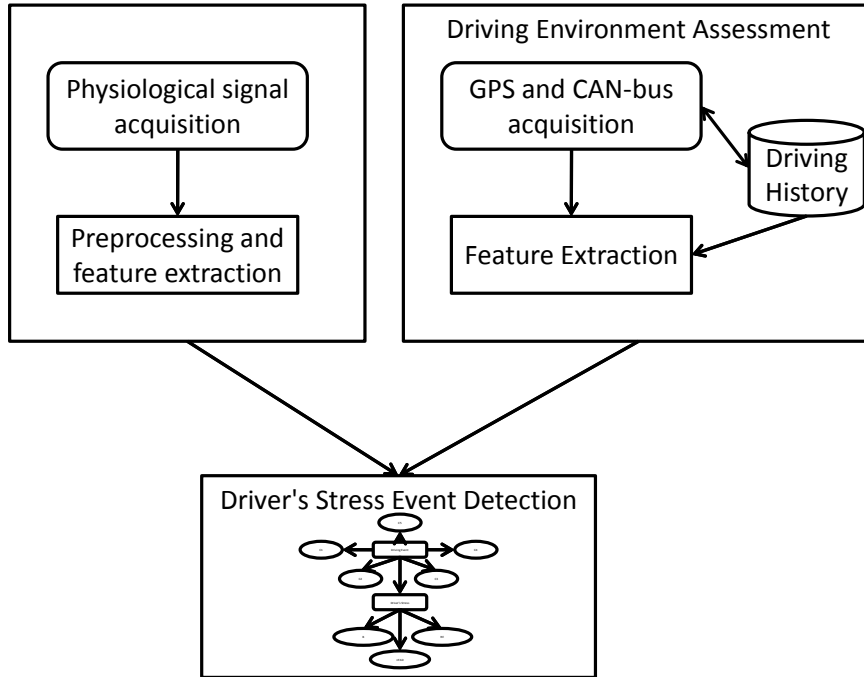 Physiological signal
acquisition
Preprocessing and
feature extraction
Driving Environment Assessment
GPS and CAN-bus
acquisition
Driving
History
Feature Extraction
Driver's Stress Event Detection